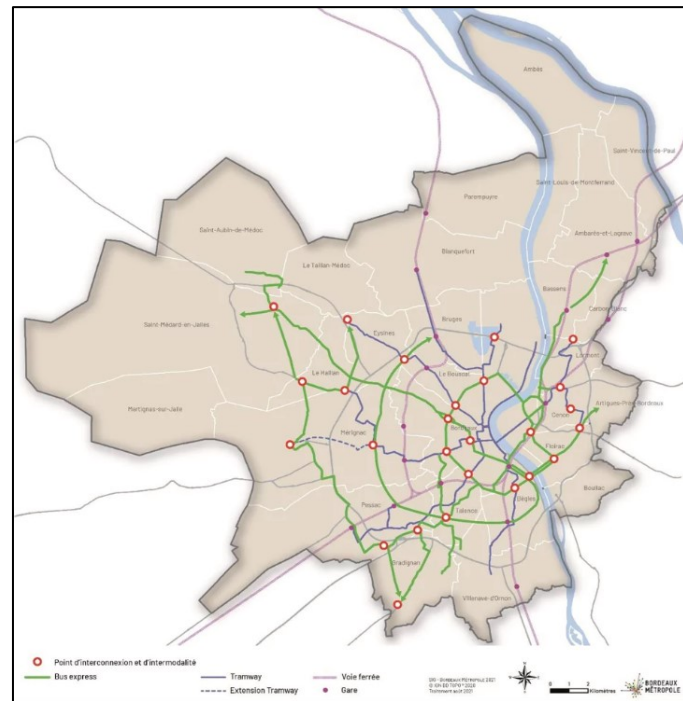 Ambès
Saint-Vincent-de-Paul
Saint-Louis-de-Montferrand
Parempuyre
Ambarès-et-Lagrave
Saint-Aubin-de-Médoc
Le Taillan-Médoc
Blanquefort
Bassens
Carbon-Blanc
Saint-Médard-en-Jalles
Eysines
Bruges
Lormont
Le Haillan
Le Bouscat
Artigues-Près-Bordeaux
Martignas-sur-Jalle
Mérignac
Bordeaux
Cenon
Floirac
Bouliac
Pessac
Talence
Bègles
Gradignan
Villenave-d'Ornon
Point d'interconnexion et d'intermodalité
Bus express
Tramway
Extension Tramway
Voie ferrée
Gare
0 1 2
Kilomètres
BORDEAUX
MÉTROPOLE